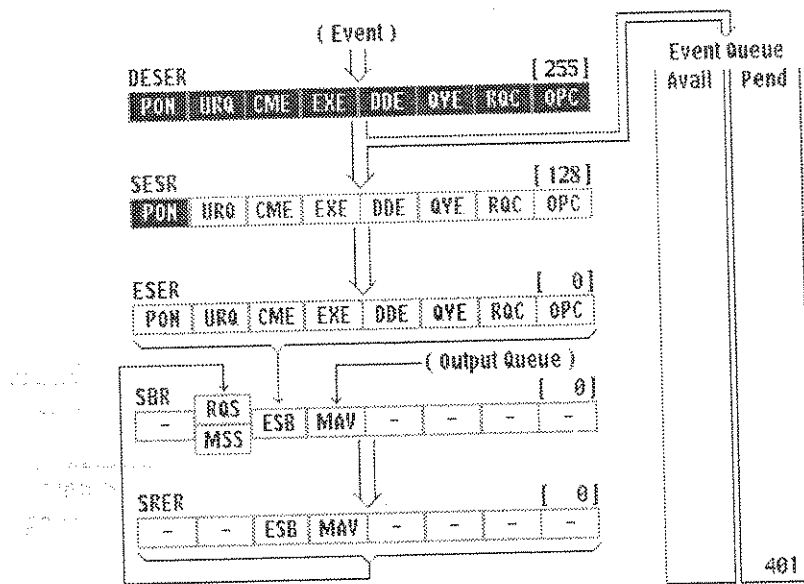 ( Event )
Event Queue
Avail Pend
DESER [ 255]
PON URQ CME EXE DDE QYE RQC OPC
SESR [ 128]
PON URQ CME EXE DDE QYE RQC OPC
ESER [ 0]
PON URQ CME EXE DDE QYE RQC OPC
( Output Queue )
SBR [ 0]
- RQS MSS ESB MAV - - - -
SRER [ 0]
- - ESB MAV - - - -
401